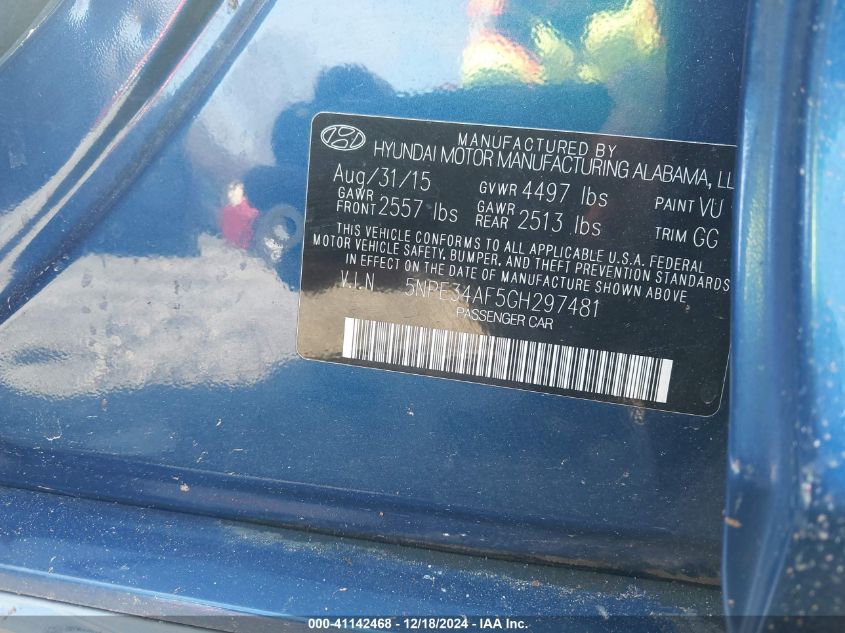 MANUFACTURED BY
HYUNDAI MOTOR MANUFACTURING ALABAMA, LL
Aug/31/15 GVWR 4497 lbs PAINT VU
GAWR FRONT 2557 lbs GAWR REAR 2513 lbs TRIM GG
THIS VEHICLE CONFORMS TO ALL APPLICABLE U.S.A. FEDERAL
MOTOR VEHICLE SAFETY, BUMPER, AND THEFT PREVENTION STANDARDS
IN EFFECT ON THE DATE OF MANUFACTURE SHOWN ABOVE.
V.I.N 5NPE34AF5GH297481
PASSENGER CAR
000-41142468 - 12/18/2024 - IAA Inc.